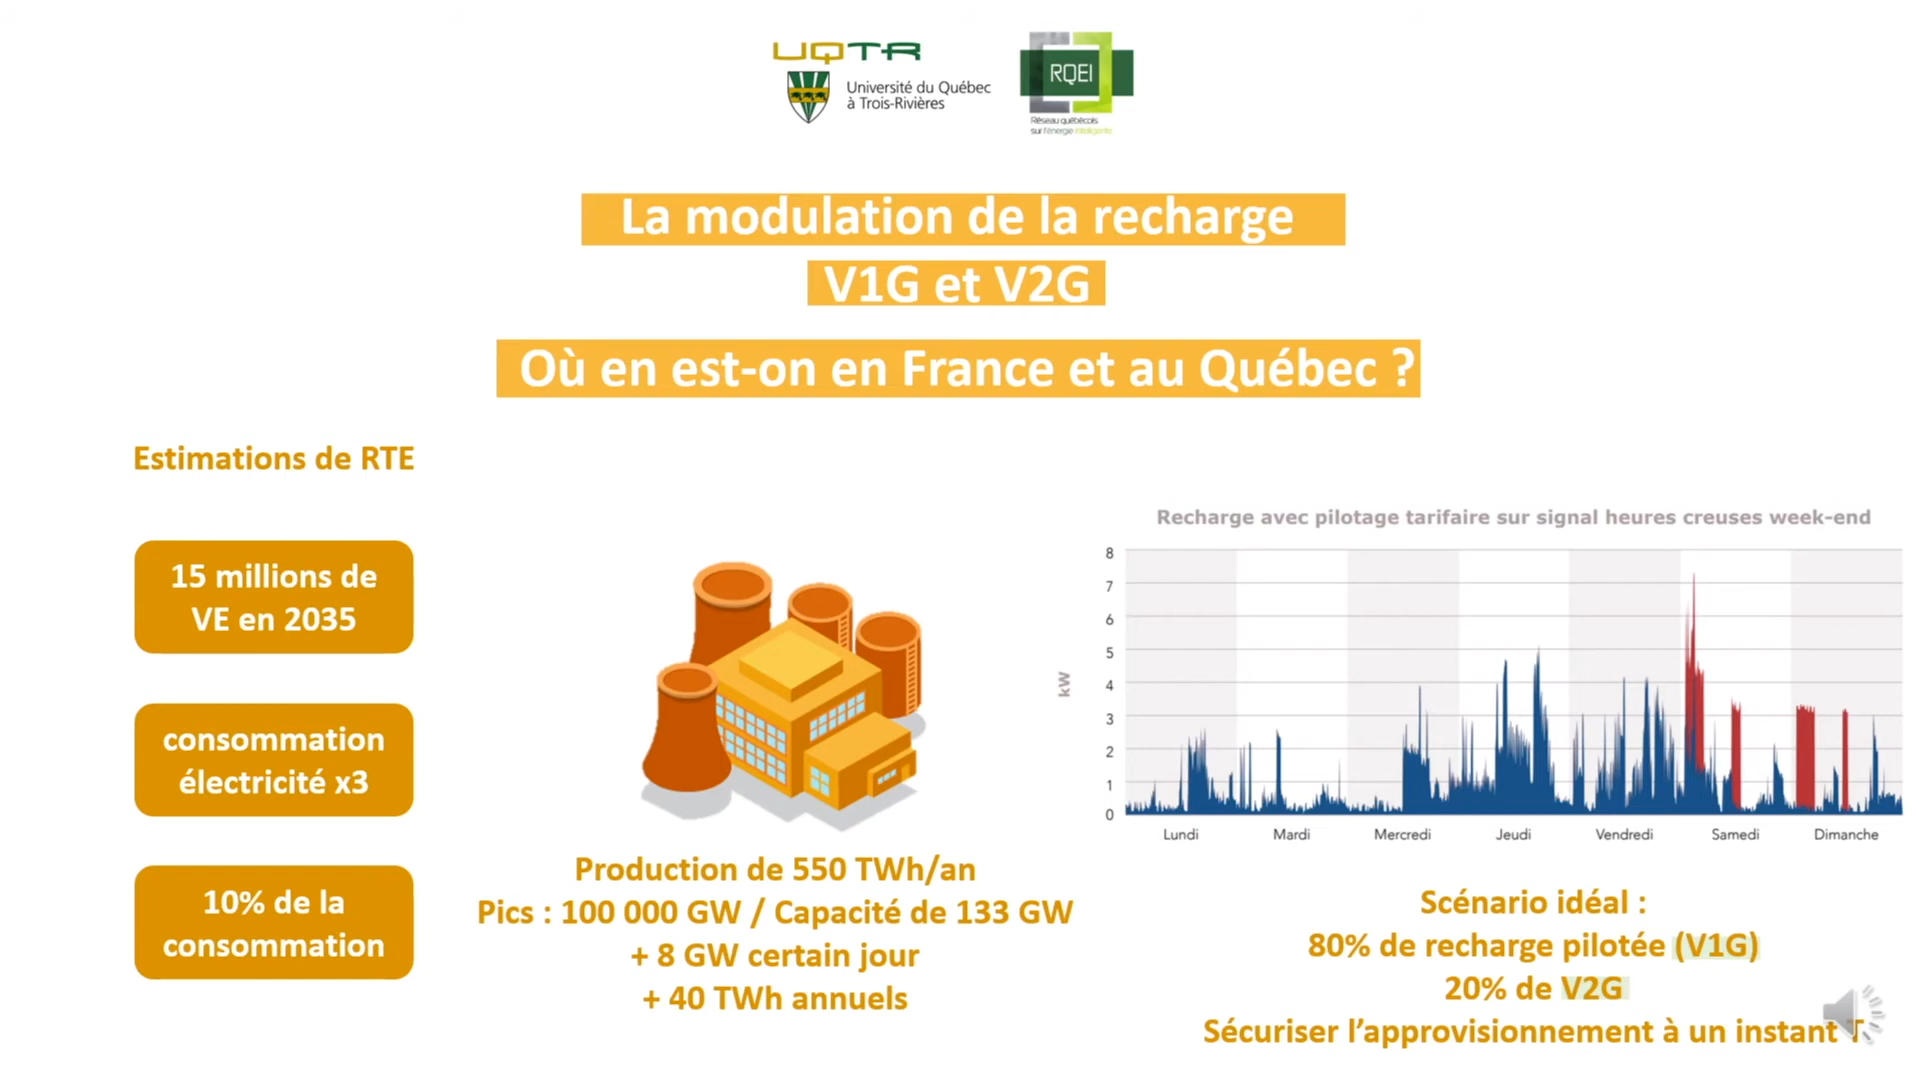 UQTR
Université du Québec
à Trois-Rivières
RQEI
Réseau québécois
sur l'énergie intelligente
La modulation de la recharge
V1G et V2G
Où en est-on en France et au Québec ?
Estimations de RTE
15 millions de
VE en 2035
consommation
électricité x3
10% de la
consommation
Production de 550 TWh/an
Pics : 100 000 GW / Capacité de 133 GW
+ 8 GW certain jour
+ 40 TWh annuels
Recharge avec pilotage tarifaire sur signal heures creuses week-end
8
7
6
5
4
3
2
1
0
kW
Lundi Mardi Mercredi Jeudi Vendredi Samedi Dimanche
Scénario idéal :
80% de recharge pilotée (V1G)
20% de V2G
Sécuriser l'approvisionnement à un instant T